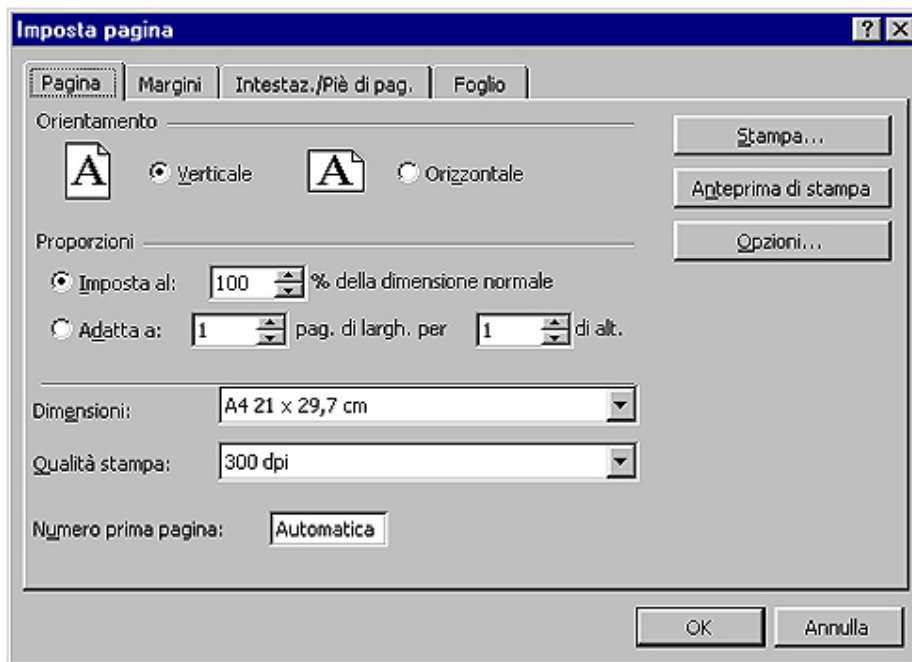 Imposta pagina
Pagina Margini Intestaz./Piè di pag. Foglio
Orientamento
A Verticale A Orizzontale
Stampa...
Anteprima di stampa
Opzioni...
Proporzioni
Imposta al: 100 % della dimensione normale
Adatta a: 1 pag. di largh. per 1 di alt.
Dimensioni: A4 21 x 29,7 cm
Qualità stampa: 300 dpi
Numero prima pagina: Automatica
OK Annulla